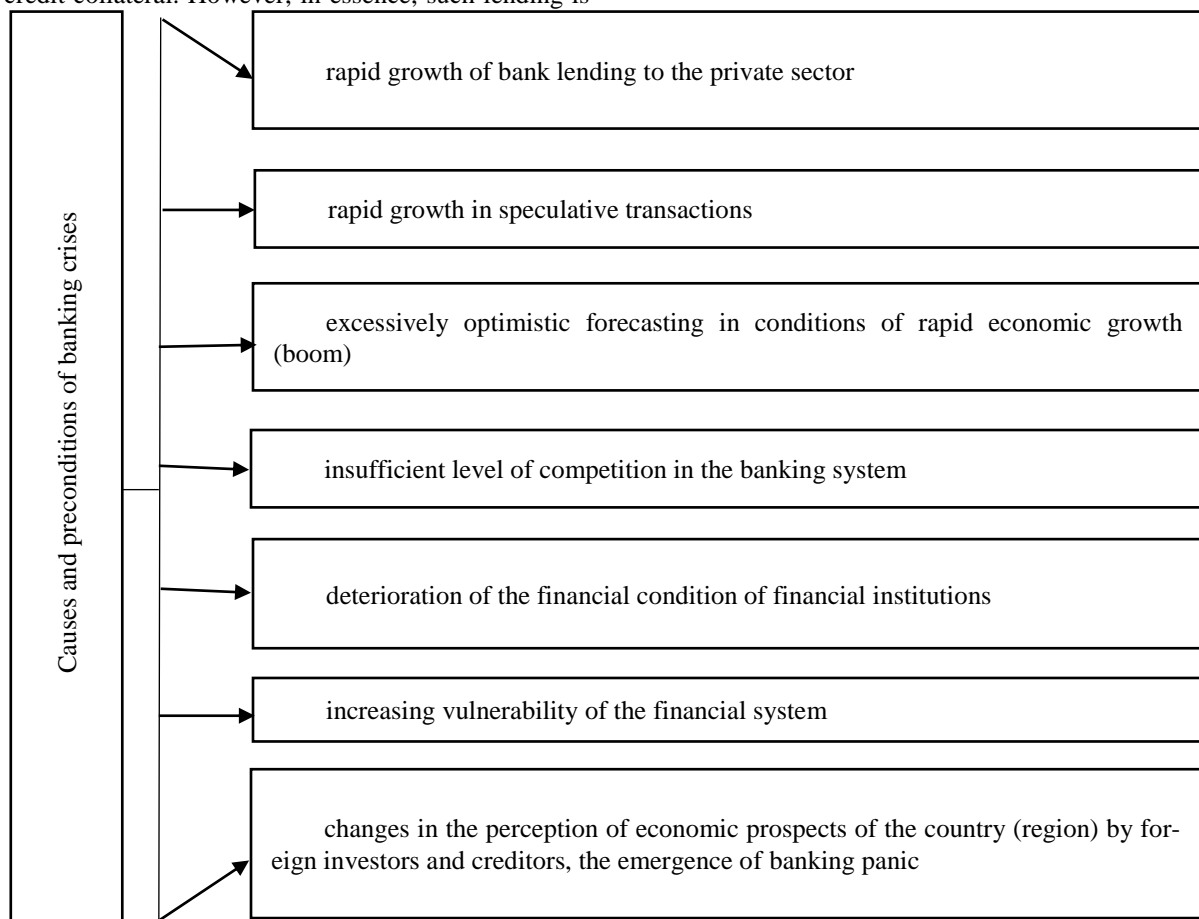 credit collateral. However, in essence, such lending is
Causes and preconditions of banking crises
rapid growth of bank lending to the private sector
rapid growth in speculative transactions
excessively optimistic forecasting in conditions of rapid economic growth
(boom)
insufficient level of competition in the banking system
deterioration of the financial condition of financial institutions
increasing vulnerability of the financial system
changes in the perception of economic prospects of the country (region) by for-
eign investors and creditors, the emergence of banking panic